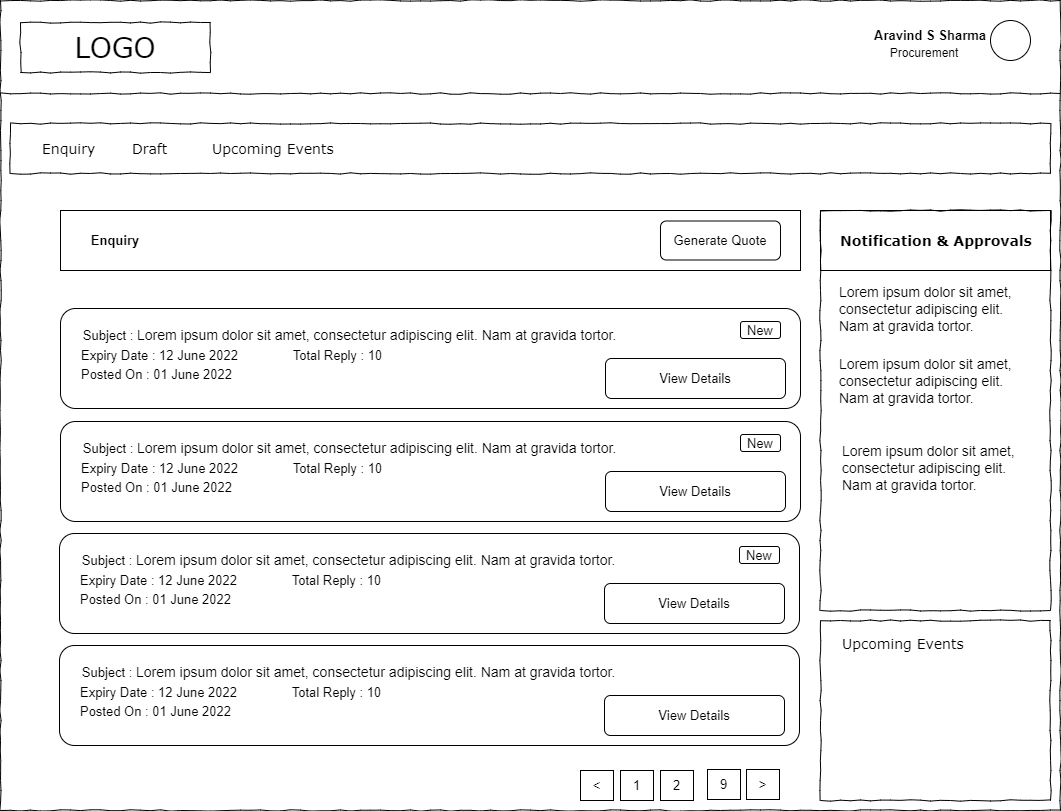 LOGO
Aravind S Sharma
Procurement
Enquiry Draft Upcoming Events
Enquiry
Generate Quote
Subject : Lorem ipsum dolor sit amet, consectetur adipiscing elit. Nam at gravida tortor.
New
Expiry Date : 12 June 2022 Total Reply : 10
Posted On : 01 June 2022
View Details
Subject : Lorem ipsum dolor sit amet, consectetur adipiscing elit. Nam at gravida tortor.
New
Expiry Date : 12 June 2022 Total Reply : 10
Posted On : 01 June 2022
View Details
Subject : Lorem ipsum dolor sit amet, consectetur adipiscing elit. Nam at gravida tortor.
New
Expiry Date : 12 June 2022 Total Reply : 10
Posted On : 01 June 2022
View Details
Subject : Lorem ipsum dolor sit amet, consectetur adipiscing elit. Nam at gravida tortor.
Expiry Date : 12 June 2022 Total Reply : 10
Posted On : 01 June 2022
View Details
< 1 2 9 >
Notification & Approvals
Lorem ipsum dolor sit amet,
consectetur adipiscing elit.
Nam at gravida tortor.
Lorem ipsum dolor sit amet,
consectetur adipiscing elit.
Nam at gravida tortor.
Lorem ipsum dolor sit amet,
consectetur adipiscing elit.
Nam at gravida tortor.
Upcoming Events